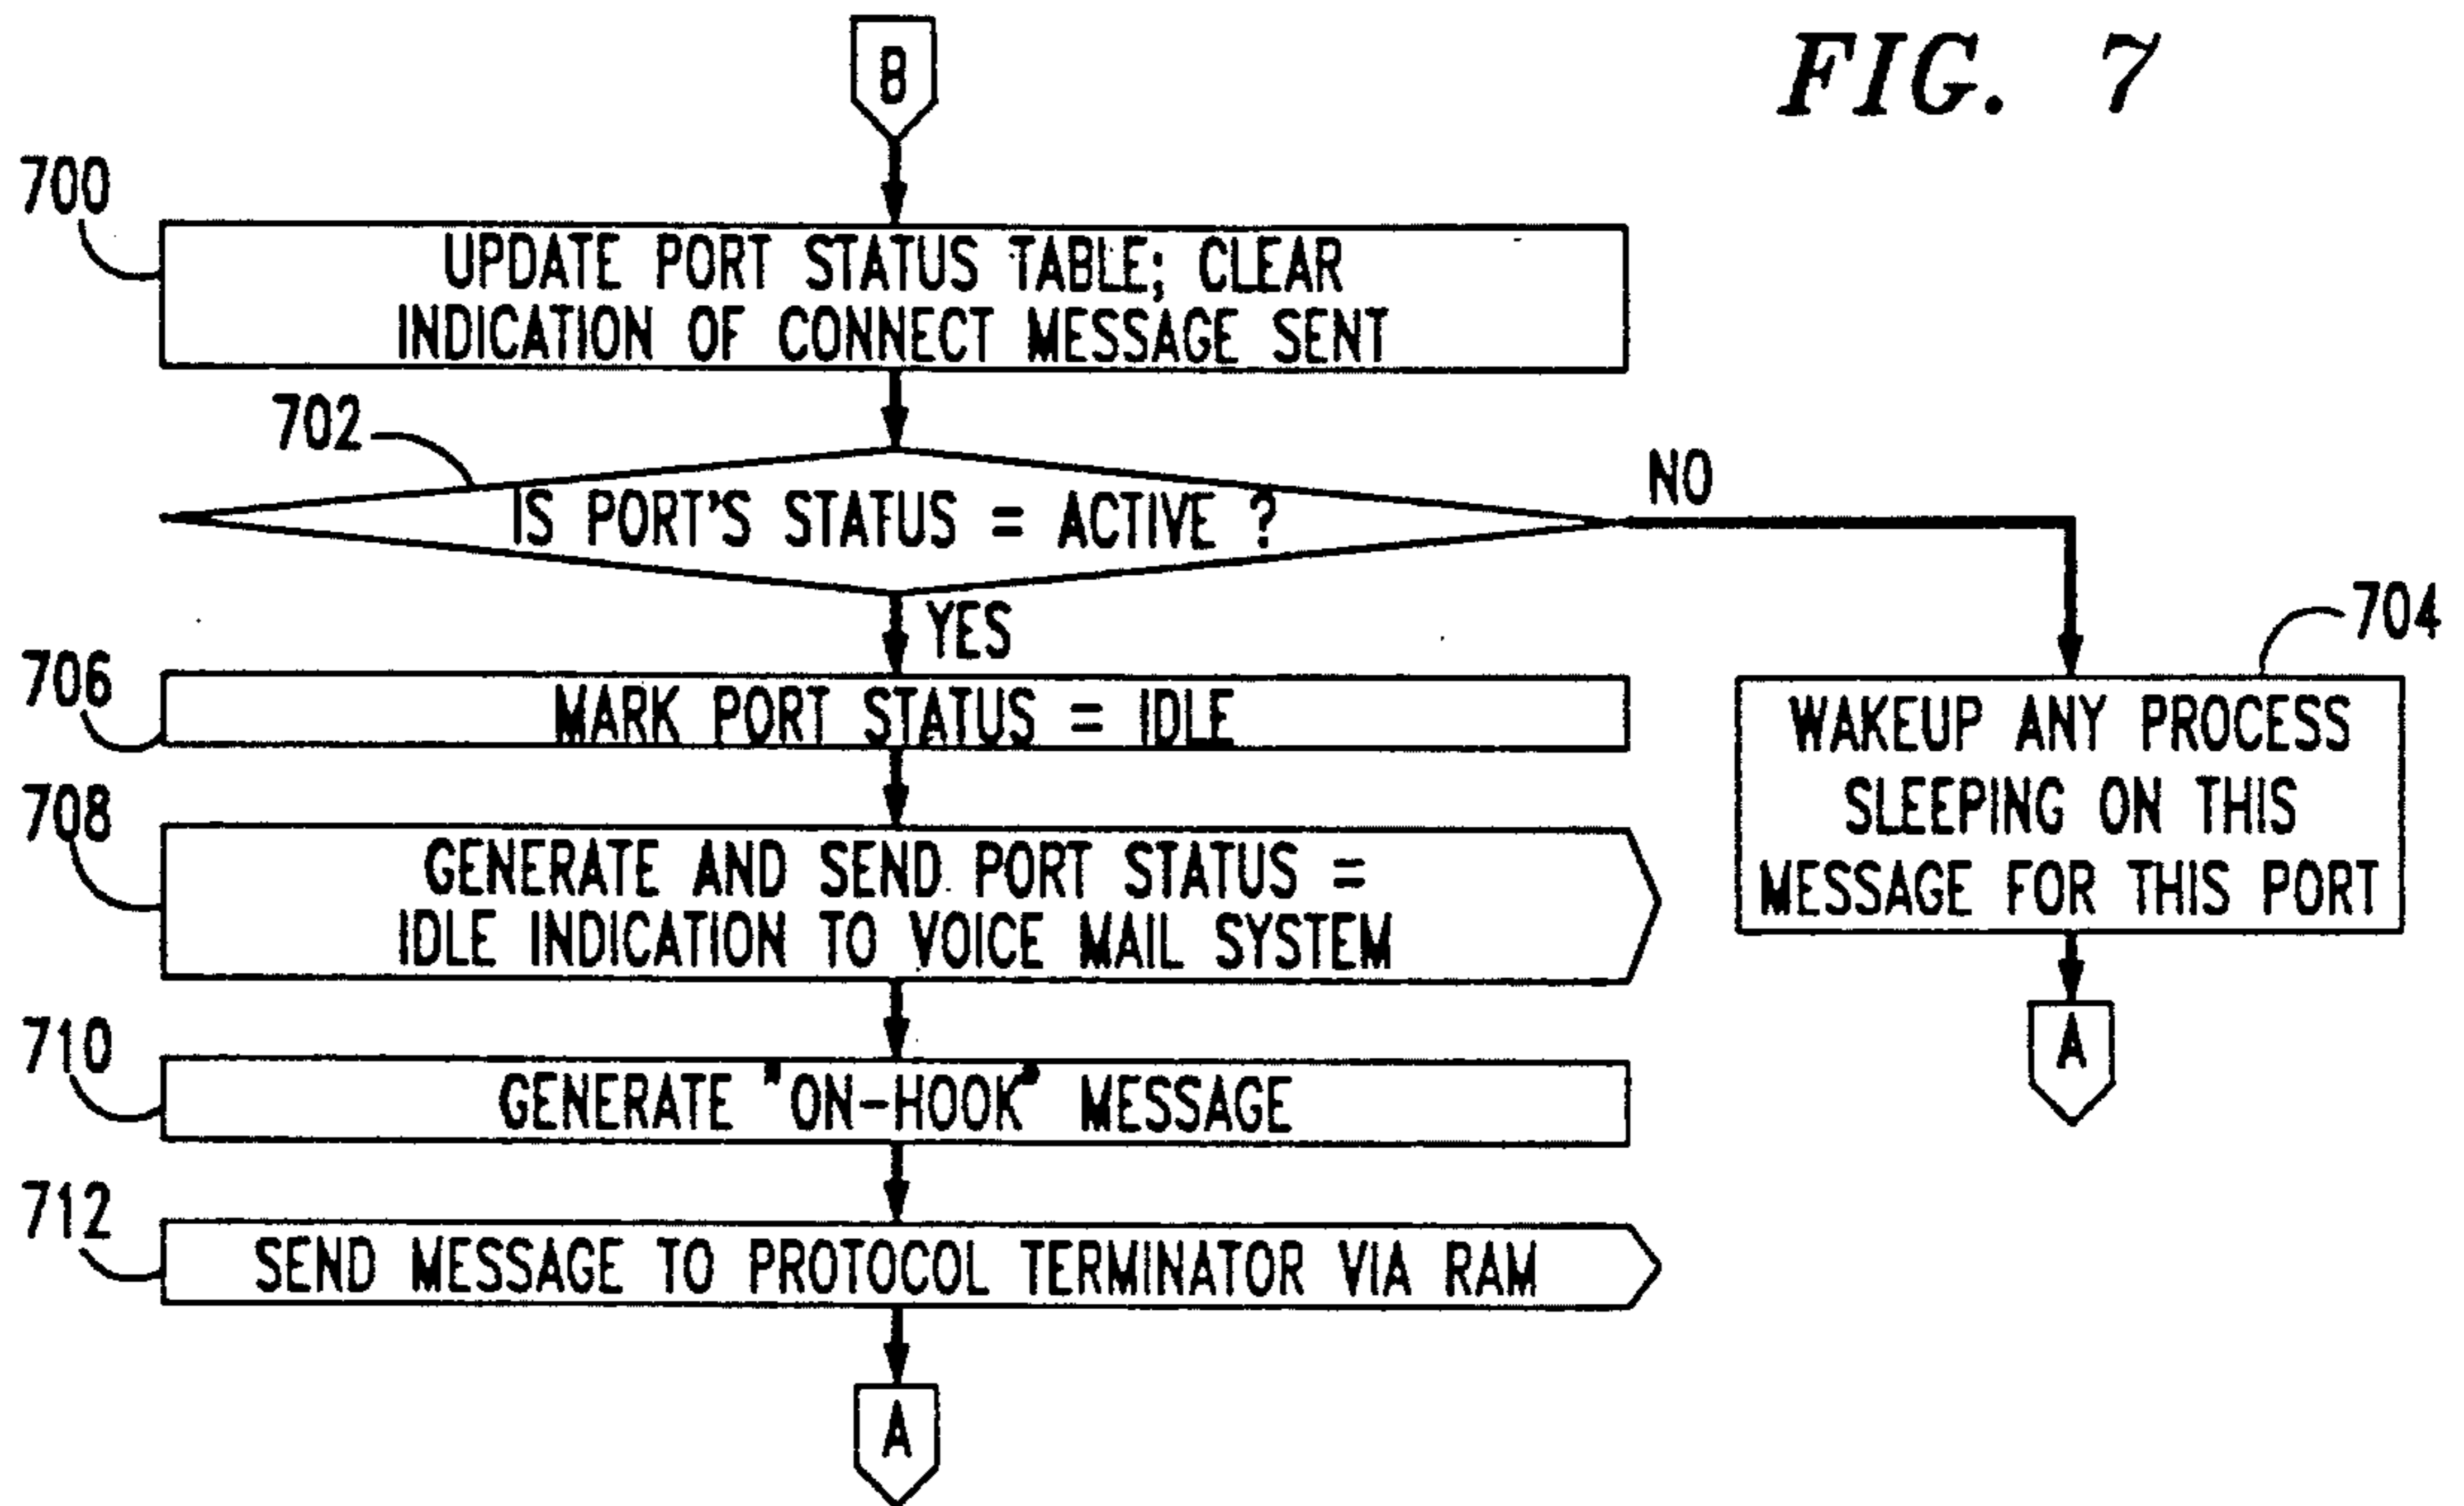 FIG. 7
B
700
UPDATE PORT STATUS TABLE; CLEAR
INDICATION OF CONNECT MESSAGE SENT
702
IS PORT'S STATUS = ACTIVE ?
NO
YES
704
WAKEUP ANY PROCESS
SLEEPING ON THIS
MESSAGE FOR THIS PORT
A
706
MARK PORT STATUS = IDLE
708
GENERATE AND SEND PORT STATUS =
IDLE INDICATION TO VOICE MAIL SYSTEM
710
GENERATE "ON-HOOK" MESSAGE
712
SEND MESSAGE TO PROTOCOL TERMINATOR VIA RAM
A